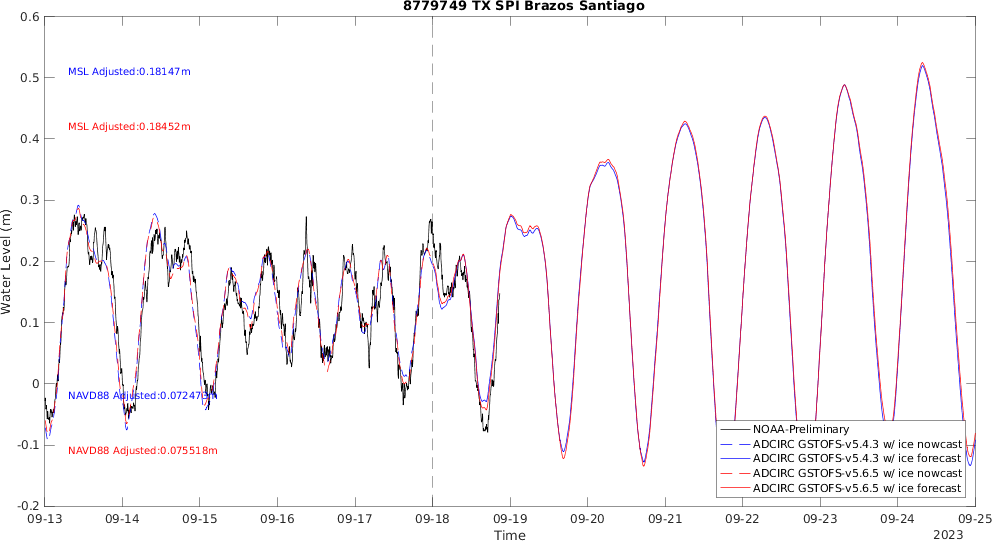 8779749 TX SPI Brazos Santiago
0.6
0.5
0.4
0.3
0.2
0.1
0
-0.1
-0.2
Water Level (m)
MSL Adjusted:0.18147m
MSL Adjusted:0.18452m
NAVD88 Adjusted:0.07247
NAVD88 Adjusted:0.075518m
NOAA-Preliminary
ADCIRC GSTOFS-v5.4.3 w/ ice nowcast
ADCIRC GSTOFS-v5.4.3 w/ ice forecast
ADCIRC GSTOFS-v5.6.5 w/ ice nowcast
ADCIRC GSTOFS-v5.6.5 w/ ice forecast
09-13 09-14 09-15 09-16 09-17 09-18 09-19 09-20 09-21 09-22 09-23 09-24 09-25
Time
2023